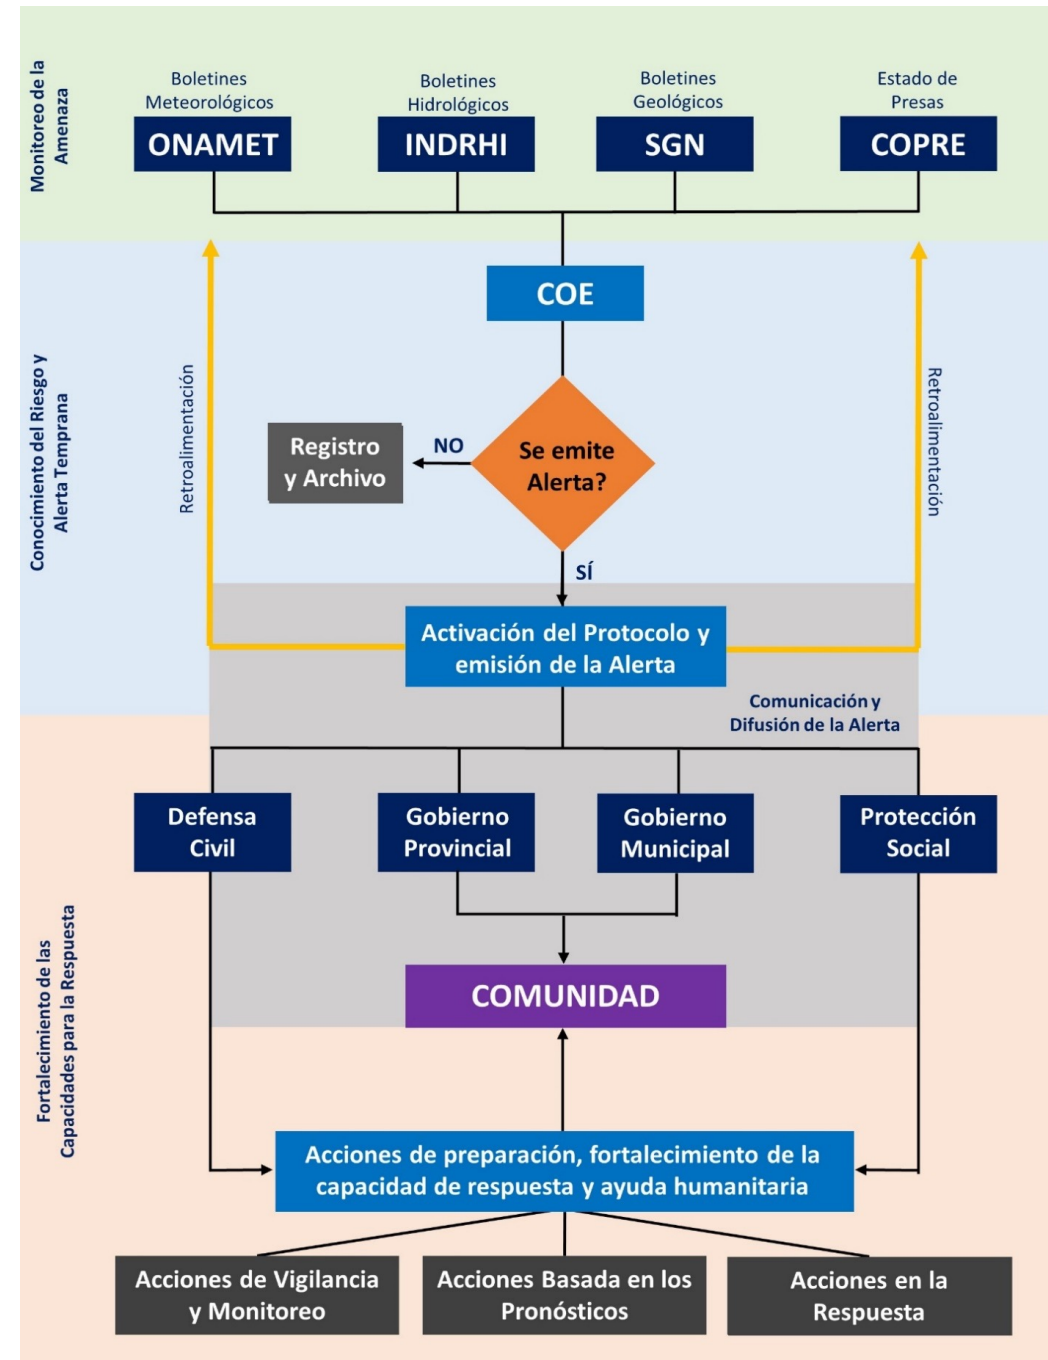 Monitoreo de la
Amenaza
Boletines
Meteorológicos
ONAMET
Boletines
Hidrológicos
INDRHI
Boletines
Geológicos
SGN
Estado de
Presas
COPRE
Conocimiento del Riesgo y
Alerta Temprana
COE
Retroalimentación
Retroalimentación
Se emite
Alerta?
NO
Registro
y Archivo
SÍ
Activación del Protocolo y
emisión de la Alerta
Comunicación y
Difusión de la Alerta
Fortalecimiento de las
Capacidades para la Respuesta
Defensa
Civil
Gobierno
Provincial
Gobierno
Municipal
Protección
Social
COMUNIDAD
Acciones de preparación, fortalecimiento de la
capacidad de respuesta y ayuda humanitaria
Acciones de Vigilancia
y Monitoreo
Acciones Basada en los
Pronósticos
Acciones en la
Respuesta